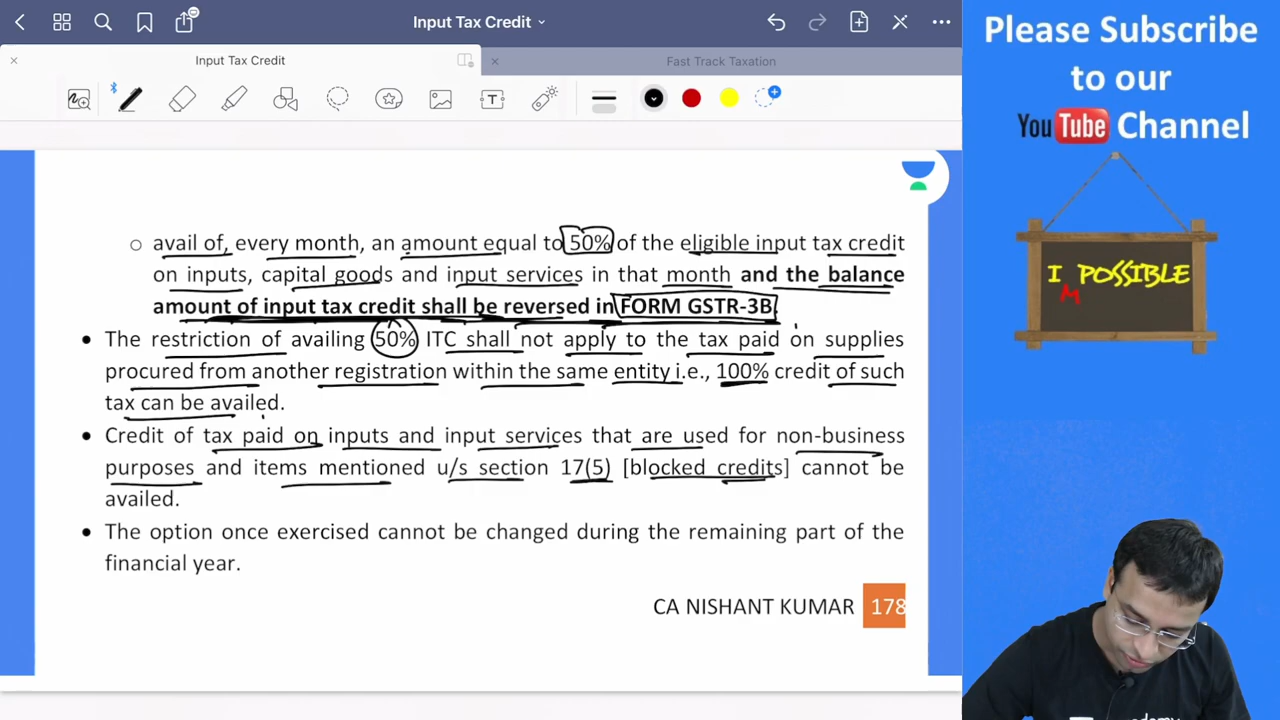 Input Tax Credit
Please Subscribe
to our
YouTube Channel
Input Tax Credit
Fast Track Taxation
I POSSIBLE
M
avail of, every month, an amount equal to 50% of the eligible input tax credit
on inputs, capital goods and input services in that month and the balance
amount of input tax credit shall be reversed in FORM GSTR-3B.
The restriction of availing 50% ITC shall not apply to the tax paid on supplies
procured from another registration within the same entity i.e., 100% credit of such
tax can be availed.
Credit of tax paid on inputs and input services that are used for non-business
purposes and items mentioned u/s section 17(5) [blocked credits] cannot be
availed.
The option once exercised cannot be changed during the remaining part of the
financial year.
CA NISHANT KUMAR 178